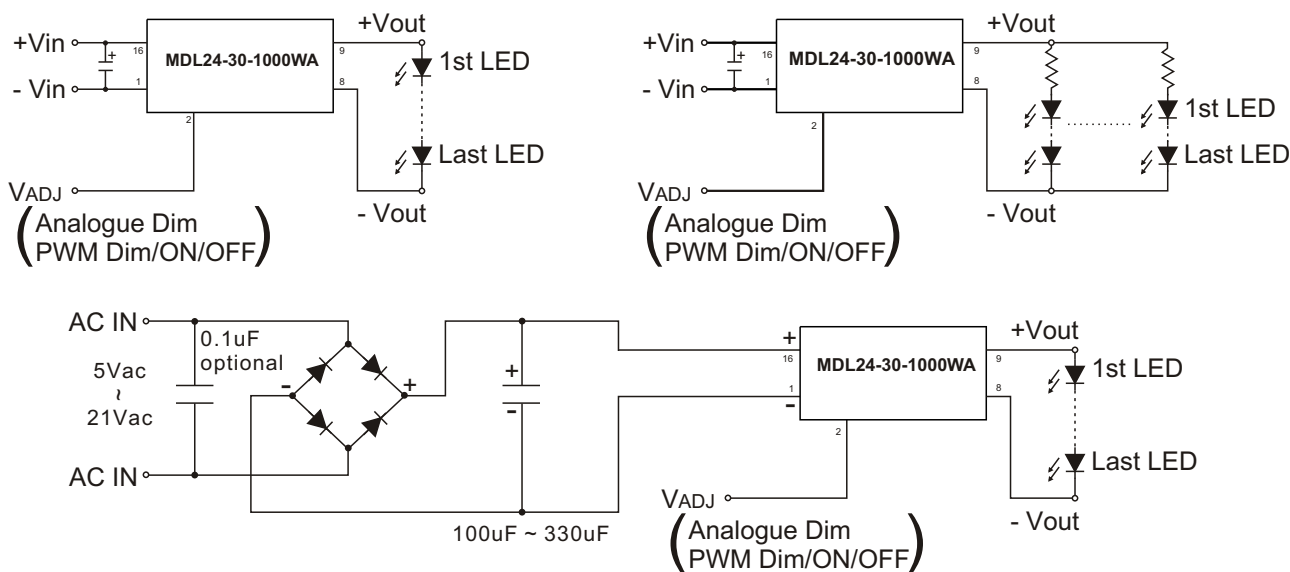 +Vout
+Vin
16
9
MDL24-30-1000WA
1st LED
+
- Vin
1
8
2
Last LED
VADJ
- Vout
(Analogue Dim
PWM Dim/ON/OFF)
+Vout
+Vin
16
9
MDL24-30-1000WA
+
- Vin
1
8
1st LED
2
Last LED
VADJ
- Vout
(Analogue Dim
PWM Dim/ON/OFF)
AC IN
0.1uF
optional
5Vac
~
21Vac
- +
+
-
AC IN
100uF ~ 330uF
+Vout
+
16
9
MDL24-30-1000WA
1st LED
1
-
8
2
Last LED
VADJ
- Vout
(Analogue Dim
PWM Dim/ON/OFF)